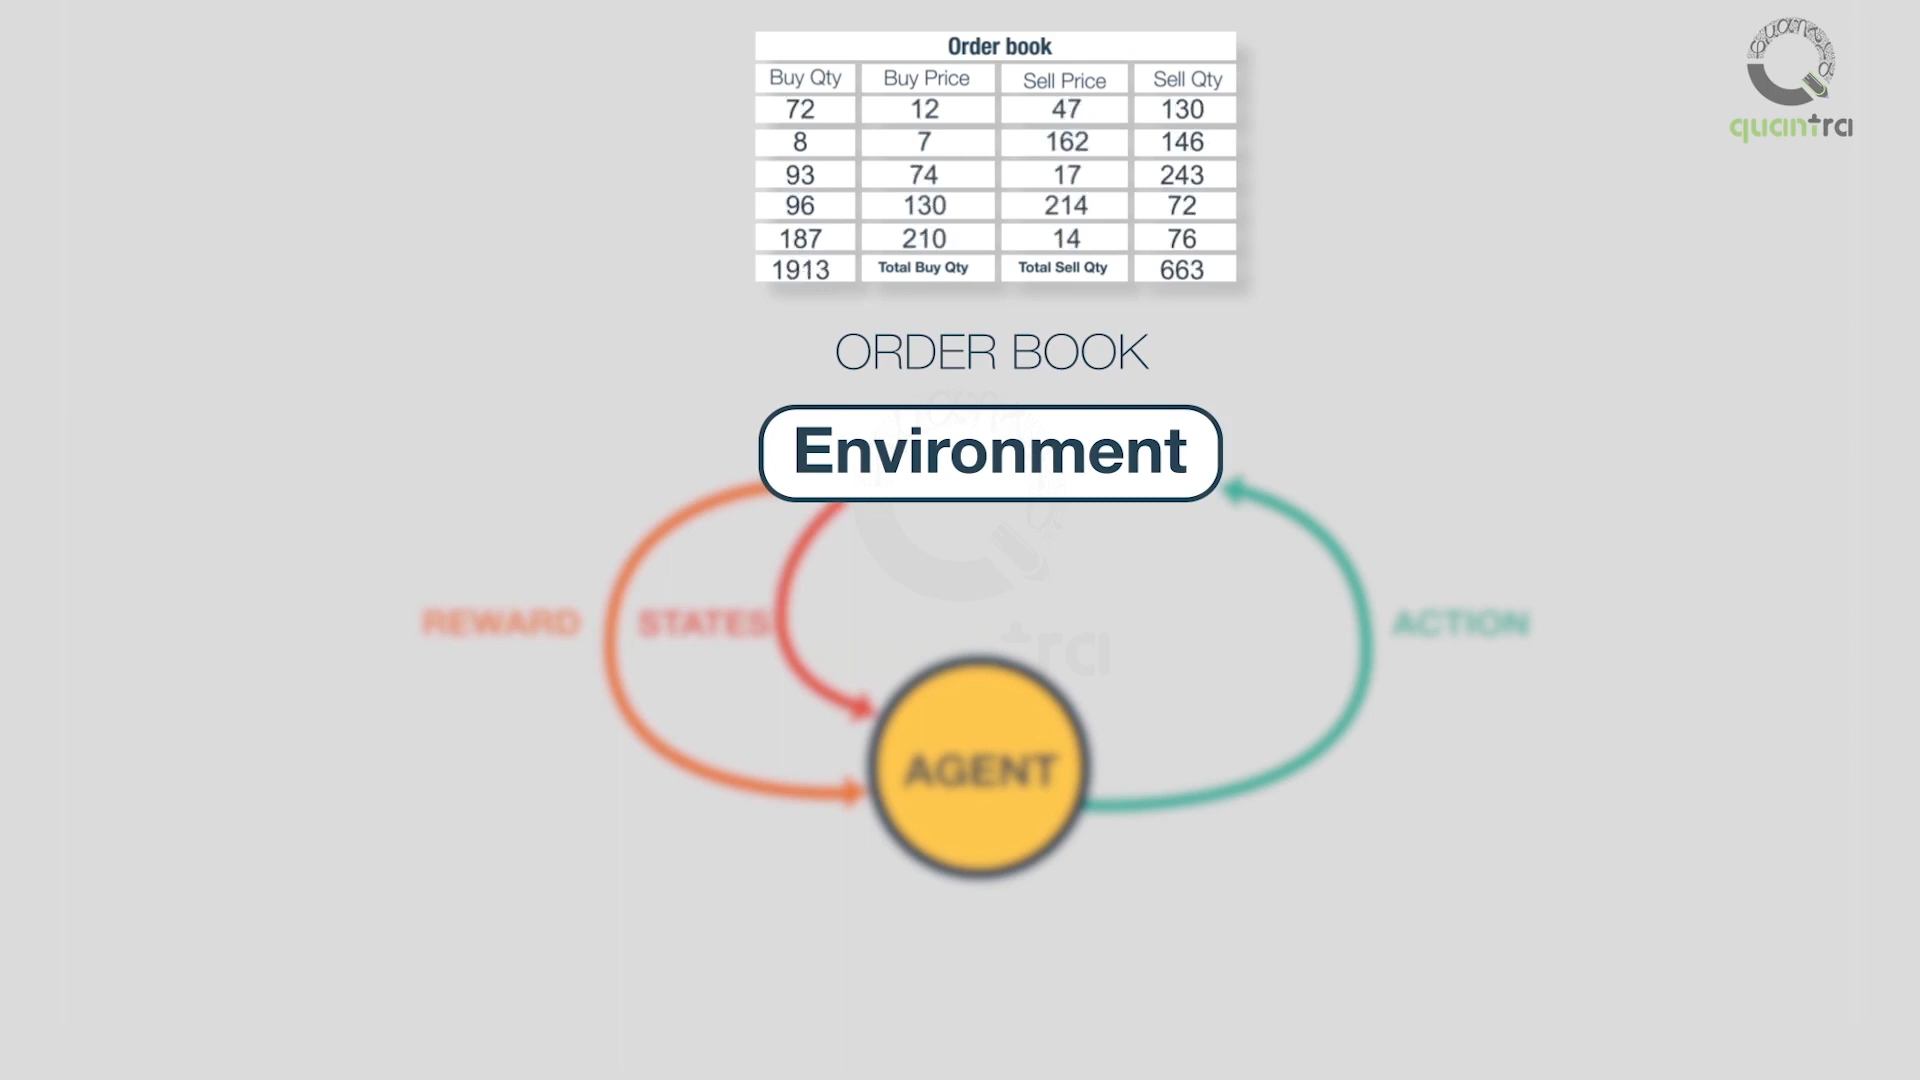 Order book
Buy Qty Buy Price Sell Price Sell Qty
72 12 47 130
8 7 162 146
93 74 17 243
96 130 214 72
187 210 14 76
1913 Total Buy Qty Total Sell Qty 663
quantra
ORDER BOOK
Environment
REWARD STATES ACTION
AGENT